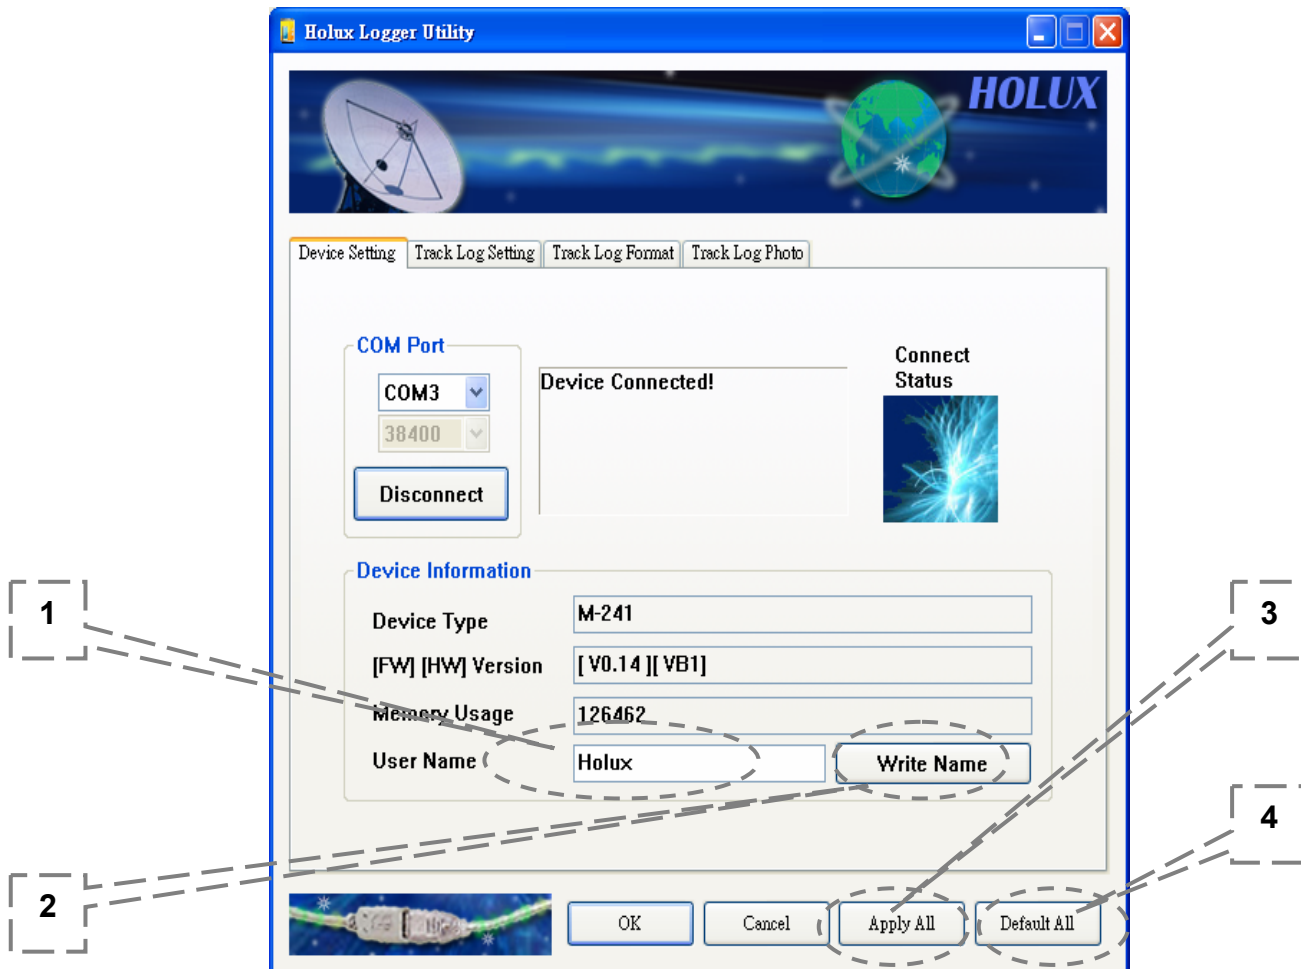 Holux Logger Utility
HOLUX
Device Setting Track Log Setting Track Log Format Track Log Photo
COM Port
COM3
38400
Disconnect
Device Connected!
Connect
Status
Device Information
Device Type M-241
[FW] [HW] Version [ V0.14 ][ VB1]
Memory Usage 126462
User Name Holux Write Name
OK Cancel Apply All Default All
1
2
3
4